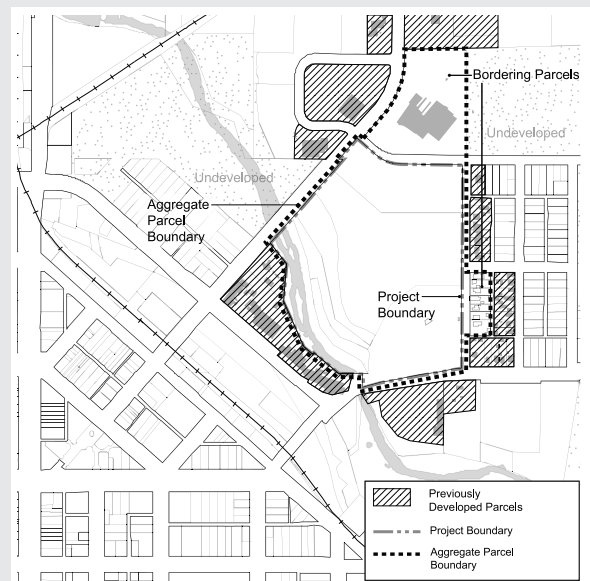 Bordering Parcels
Undeveloped
Undeveloped
Aggregate
Parcel
Boundary
Project
Boundary
Previously
Developed Parcels
Project Boundary
Aggregate Parcel
Boundary